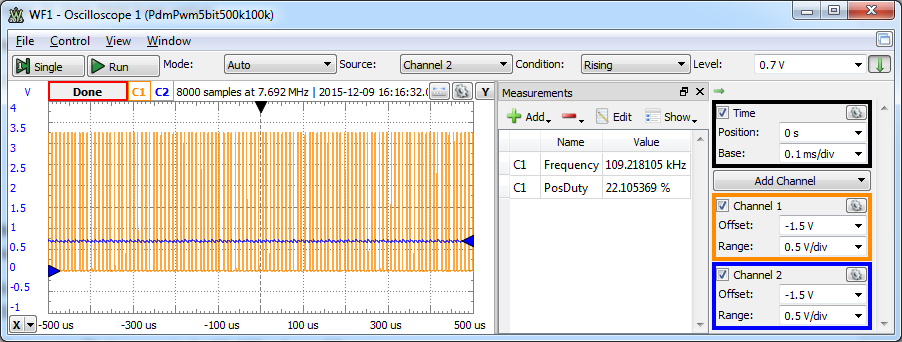 WF1 - Oscilloscope 1 (PdmPwm5bit500k100k)
File Control View Window
Single Run Mode: Auto Source: Channel 2 Condition: Rising Level: 0.7 V
V Done C1 C2 8000 samples at 7.692 MHz | 2015-12-09 16:16:32.0 Y
4
3.5
3
2.5
2
1.5
1
0.5
0
-0.5
-1
X -500 us -300 us -100 us 100 us 300 us 500 us
Measurements
Add Edit Show
Name Value
C1 Frequency 109.218105 kHz
C1 PosDuty 22.105369 %
Time
Position: 0 s
Base: 0.1 ms/div
Add Channel
Channel 1
Offset: -1.5 V
Range: 0.5 V/div
Channel 2
Offset: -1.5 V
Range: 0.5 V/div